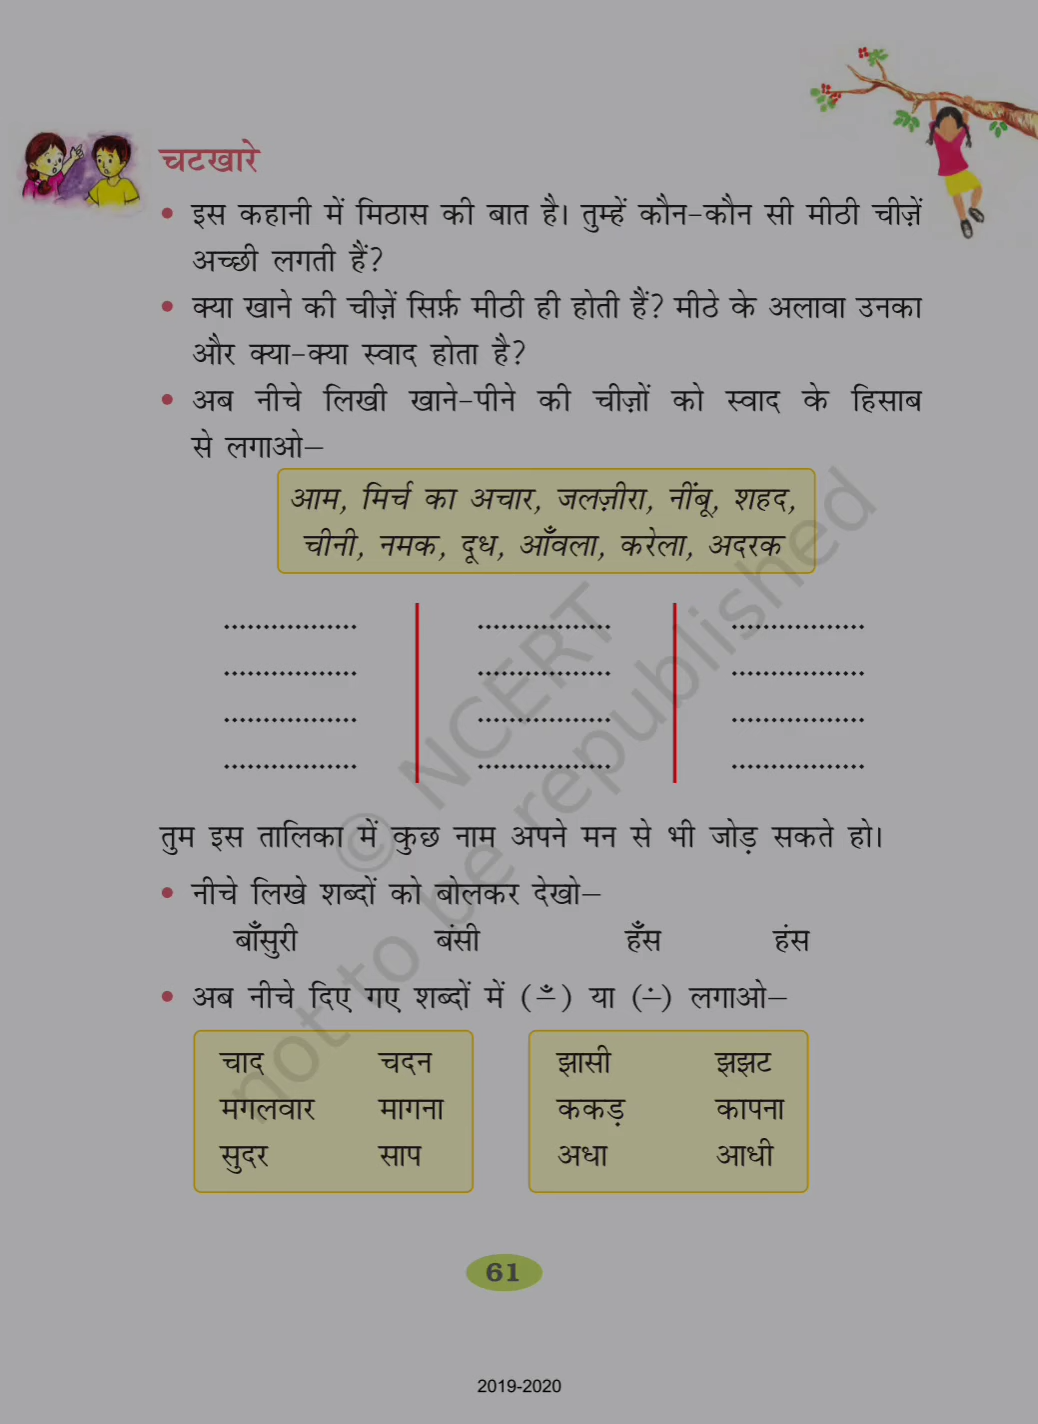 चटखारे
• इस कहानी में मिठास की बात है। तुम्हें कौन-कौन सी मीठी चीज़ें
अच्छी लगती हैं?
• क्या खाने की चीज़ें सिर्फ़ मीठी ही होती हैं? मीठे के अलावा उनका
और क्या-क्या स्वाद होता है?
• अब नीचे लिखी खाने-पीने की चीज़ों को स्वाद के हिसाब
से लगाओ–
आम, मिर्च का अचार, जलज़ीरा, नींबू, शहद,
चीनी, नमक, दूध, आँवला, करेला, अदरक
................. ................. .................
................. ................. .................
................. ................. .................
................. ................. .................
तुम इस तालिका में कुछ नाम अपने मन से भी जोड़ सकते हो।
• नीचे लिखे शब्दों को बोलकर देखो–
बाँसुरी बंसी हँस हंस
• अब नीचे दिए गए शब्दों में (–ँ) या (–ं) लगाओ–
चाद चदन झासी झझट
मगलवार मागना ककड़ कापना
सुदर साप अधा आधी
61
2019-2020
© NCERT
not to be republished